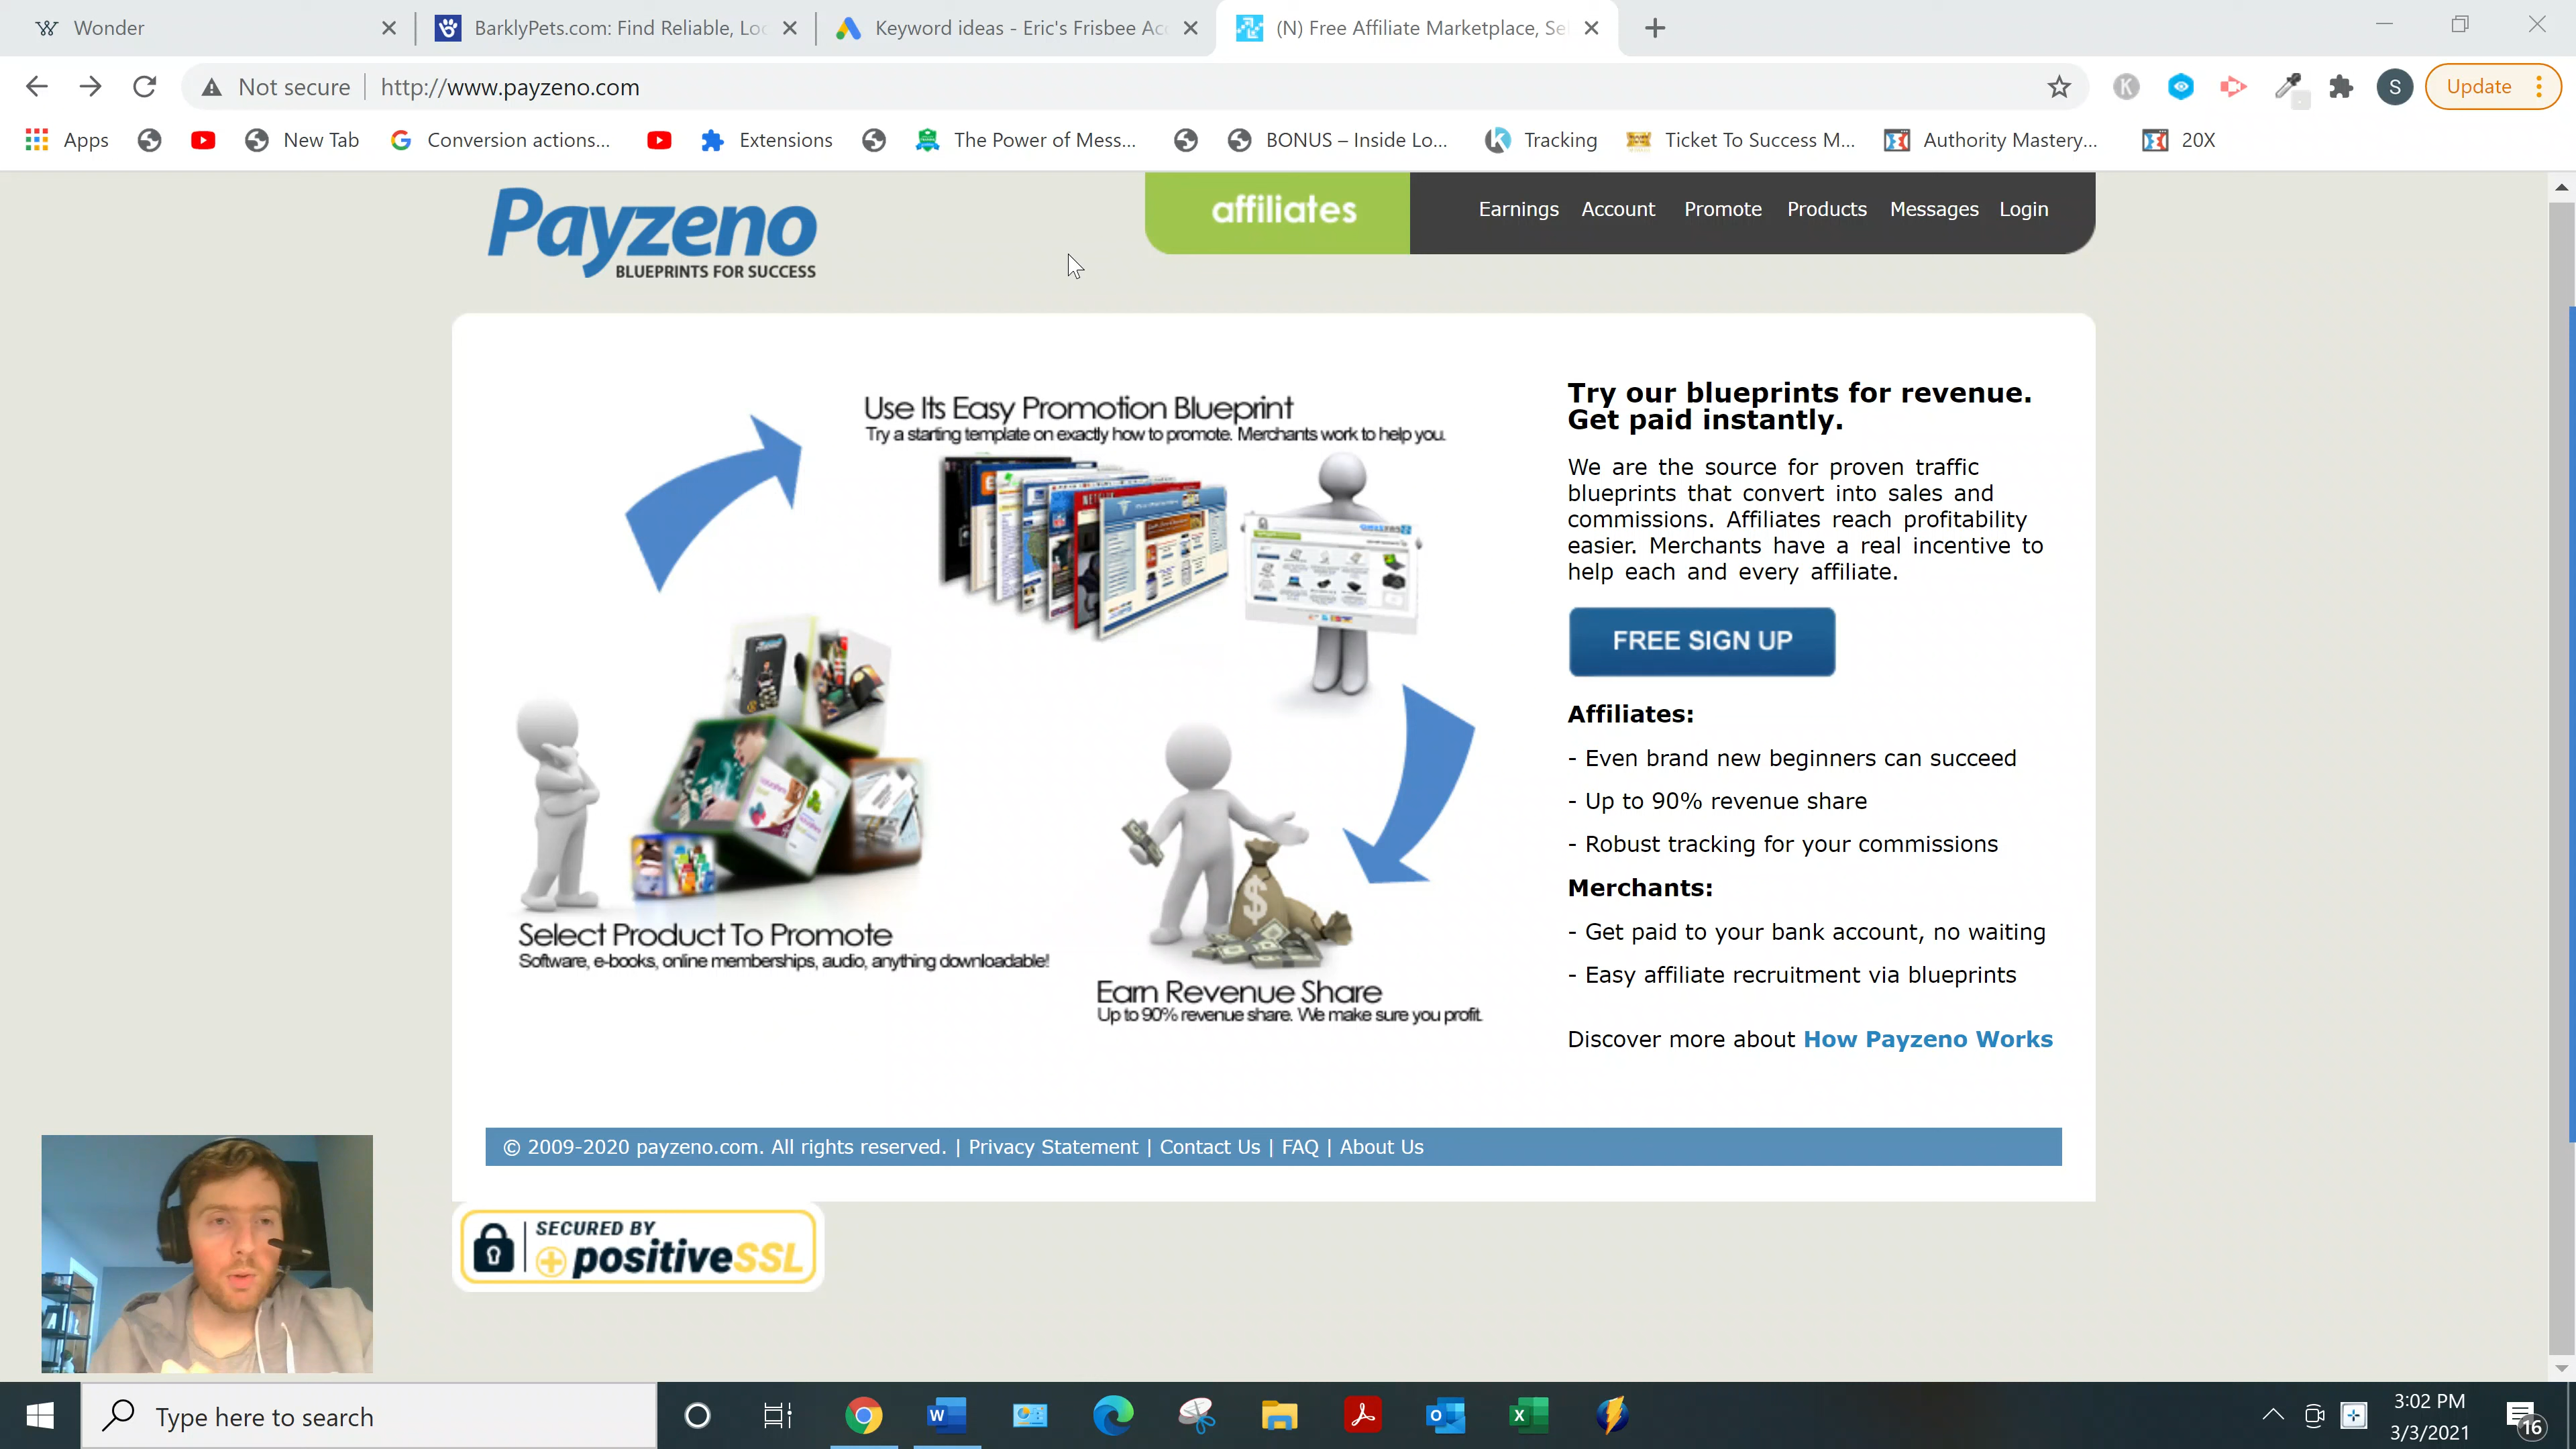 Wonder
BarklyPets.com: Find Reliable, Loc
Keyword ideas - Eric's Frisbee Acc
(N) Free Affiliate Marketplace, Sel
Not secure
http://www.payzeno.com
S
Update
Apps
New Tab
Conversion actions...
Extensions
The Power of Mess...
BONUS – Inside Lo...
Tracking
Ticket To Success M...
Authority Mastery...
20X
Payzeno
BLUEPRINTS FOR SUCCESS
affiliates
Earnings
Account
Promote
Products
Messages
Login
Use Its Easy Promotion Blueprint
Try a starting template on exactly how to promote. Merchants work to help you.
Select Product To Promote
Software, e-books, online memberships, audio, anything downloadable!
Earn Revenue Share
Up to 90% revenue share. We make sure you profit.
Try our blueprints for revenue.
Get paid instantly.
We are the source for proven traffic
blueprints that convert into sales and
commissions. Affiliates reach profitability
easier. Merchants have a real incentive to
help each and every affiliate.
FREE SIGN UP
Affiliates:
- Even brand new beginners can succeed
- Up to 90% revenue share
- Robust tracking for your commissions
Merchants:
- Get paid to your bank account, no waiting
- Easy affiliate recruitment via blueprints
Discover more about How Payzeno Works
© 2009-2020 payzeno.com. All rights reserved. | Privacy Statement | Contact Us | FAQ | About Us
SECURED BY
positiveSSL
Type here to search
3:02 PM
3/3/2021
16